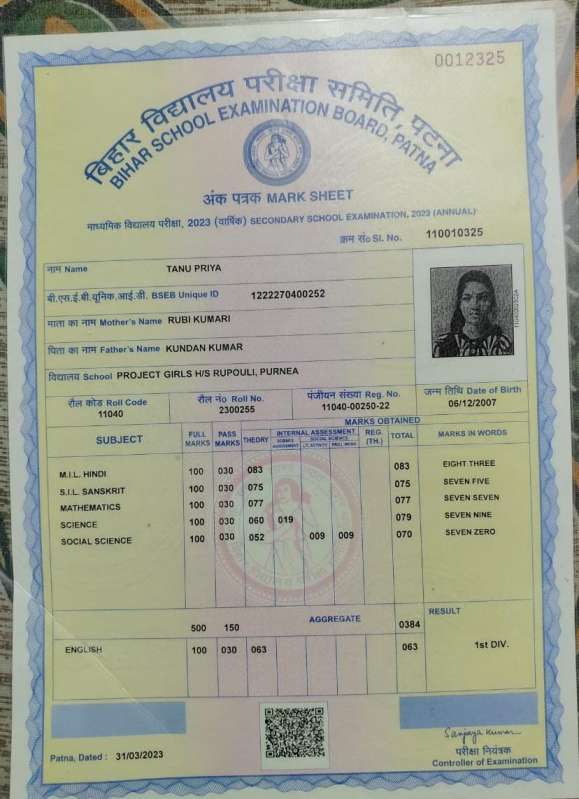 0012325
बिहार विद्यालय परीक्षा समिति, पटना
BIHAR SCHOOL EXAMINATION BOARD, PATNA
अंक पत्रक MARK SHEET
माध्यमिक विद्यालय परीक्षा, 2023 (वार्षिक) SECONDARY SCHOOL EXAMINATION, 2023 (ANNUAL)
क्रम सं० Sl. No. 110010325
नाम Name TANU PRIYA
बी.एस.ई.बी.यूनिक.आई.डी. BSEB Unique ID 1222270400252
माता का नाम Mother's Name RUBI KUMARI
पिता का नाम Father's Name KUNDAN KUMAR
विद्यालय School PROJECT GIRLS H/S RUPOULI, PURNEA
रौल कोड Roll Code रौल नं० Roll No. पंजीयन संख्या Reg. No. जन्म तिथि Date of Birth
11040 2300255 11040-00250-22 06/12/2007
MARKS OBTAINED
SUBJECT FULL MARKS PASS MARKS THEORY INTERNAL ASSESSMENT REG. (TH.) TOTAL MARKS IN WORDS
SOCIAL SCIENCE
M.I.L. HINDI 100 030 083 083 EIGHT THREE
S.I.L. SANSKRIT 100 030 075 075 SEVEN FIVE
MATHEMATICS 100 030 077 077 SEVEN SEVEN
SCIENCE 100 030 060 019 079 SEVEN NINE
SOCIAL SCIENCE 100 030 052 009 009 070 SEVEN ZERO
500 150 AGGREGATE 0384 RESULT
ENGLISH 100 030 063 063 1st DIV.
Sanjaya Kumar
Patna, Dated : 31/03/2023
परीक्षा नियंत्रक
Controller of Examination